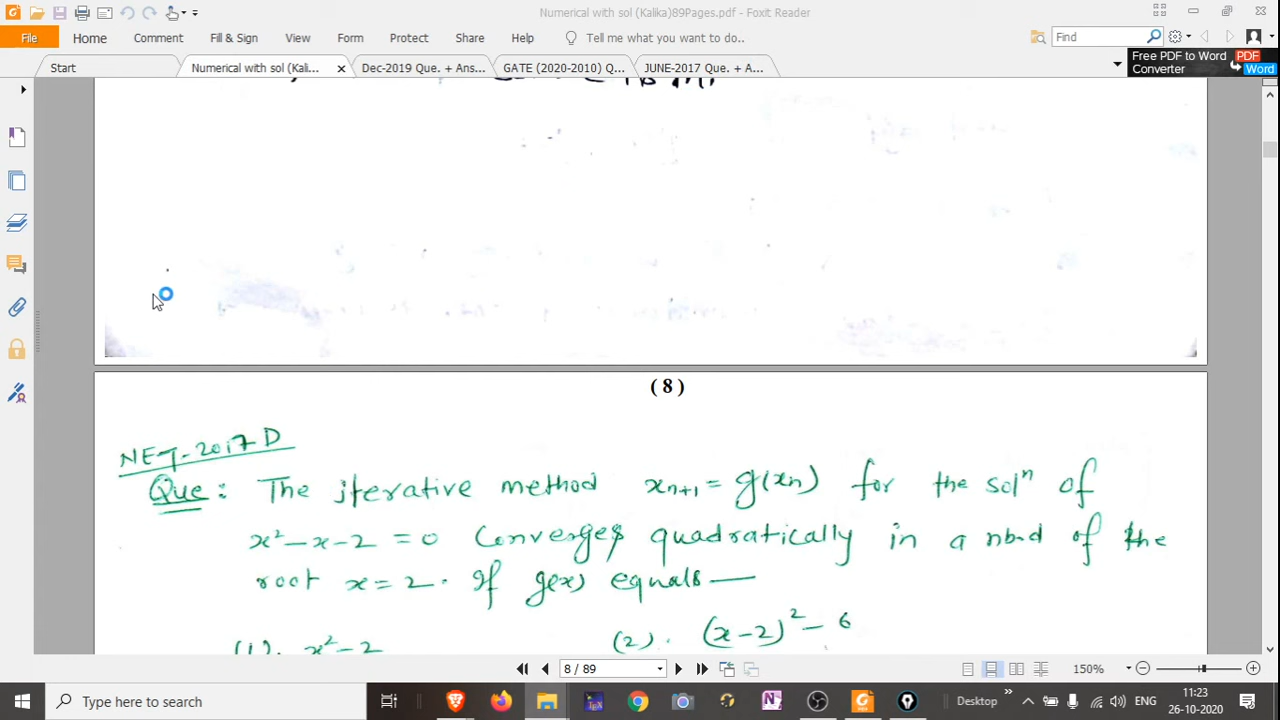 Numerical with sol (Kalika)89Pages.pdf - Foxit Reader
File Home Comment Fill & Sign View Form Protect Share Help Tell me what you want to do.. Find
Free PDF to Word Converter PDF Word
Start Numerical with sol (Kali... Dec-2019 Que. + Ans... GATE (2020-2010) Q... JUNE-2017 Que. + A...
( 8 )
NET-2017 D
Que: The iterative method xn+1 = g(xn) for the solⁿ of
x² - x - 2 = 0 Converges quadratically in a nbd of the
root x = 2. If g(x) equals —
(1). x² - 2 (2). (x-2)² - 6
8 / 89 150%
Type here to search Desktop » ENG 11:23
26-10-2020